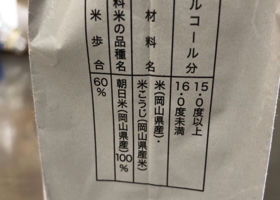 ルコール分
15・0度以上
16・0度未満
材料名
米(岡山県産)・
米こうじ(岡山県産米)
料米の品種名
朝日米(岡山県産)100%
米歩合
60%